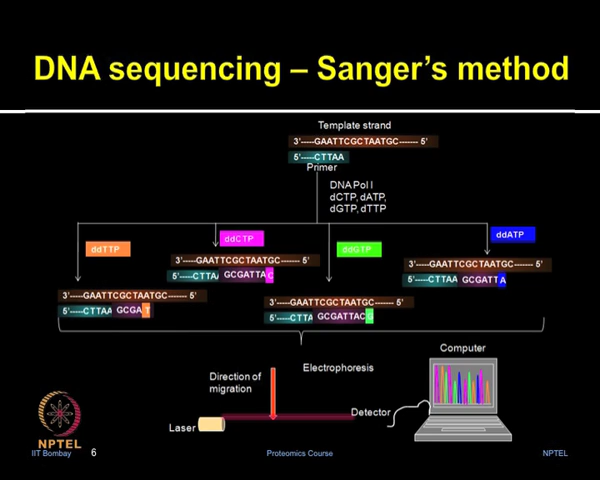 DNA sequencing – Sanger's method
Template strand
3'-----GAATTCGCTAATGC------- 5'
5'-----CTTAA
Primer
DNA Pol I
dCTP, dATP,
dGTP, dTTP
ddTTP
ddCTP
ddGTP
ddATP
3'-----GAATTCGCTAATGC------- 5'
5'-----CTTAA GCGATTAC
3'-----GAATTCGCTAATGC------- 5'
5'-----CTTAA GCGATTA
3'-----GAATTCGCTAATGC------- 5'
5'-----CTTAA GCGAT
3'-----GAATTCGCTAATGC------- 5'
5'-----CTTA GCGATTACG
Electrophoresis
Computer
Direction of
migration
Laser
Detector
NPTEL
IIT Bombay
6
Proteomics Course
NPTEL